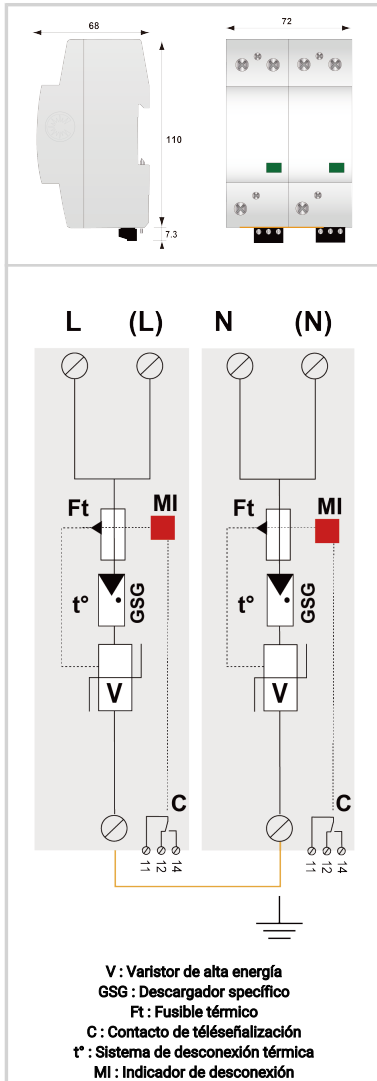 68
72
110
7.3
L (L) N (N)
Ft MI Ft MI
t° GSG t° GSG
V V
C C
11 12 14 11 12 14
V : Varistor de alta energía
GSG : Descargador específico
Ft : Fusible térmico
C : Contacto de téléseñalización
t° : Sistema de desconexión térmica
MI : Indicador de desconexión